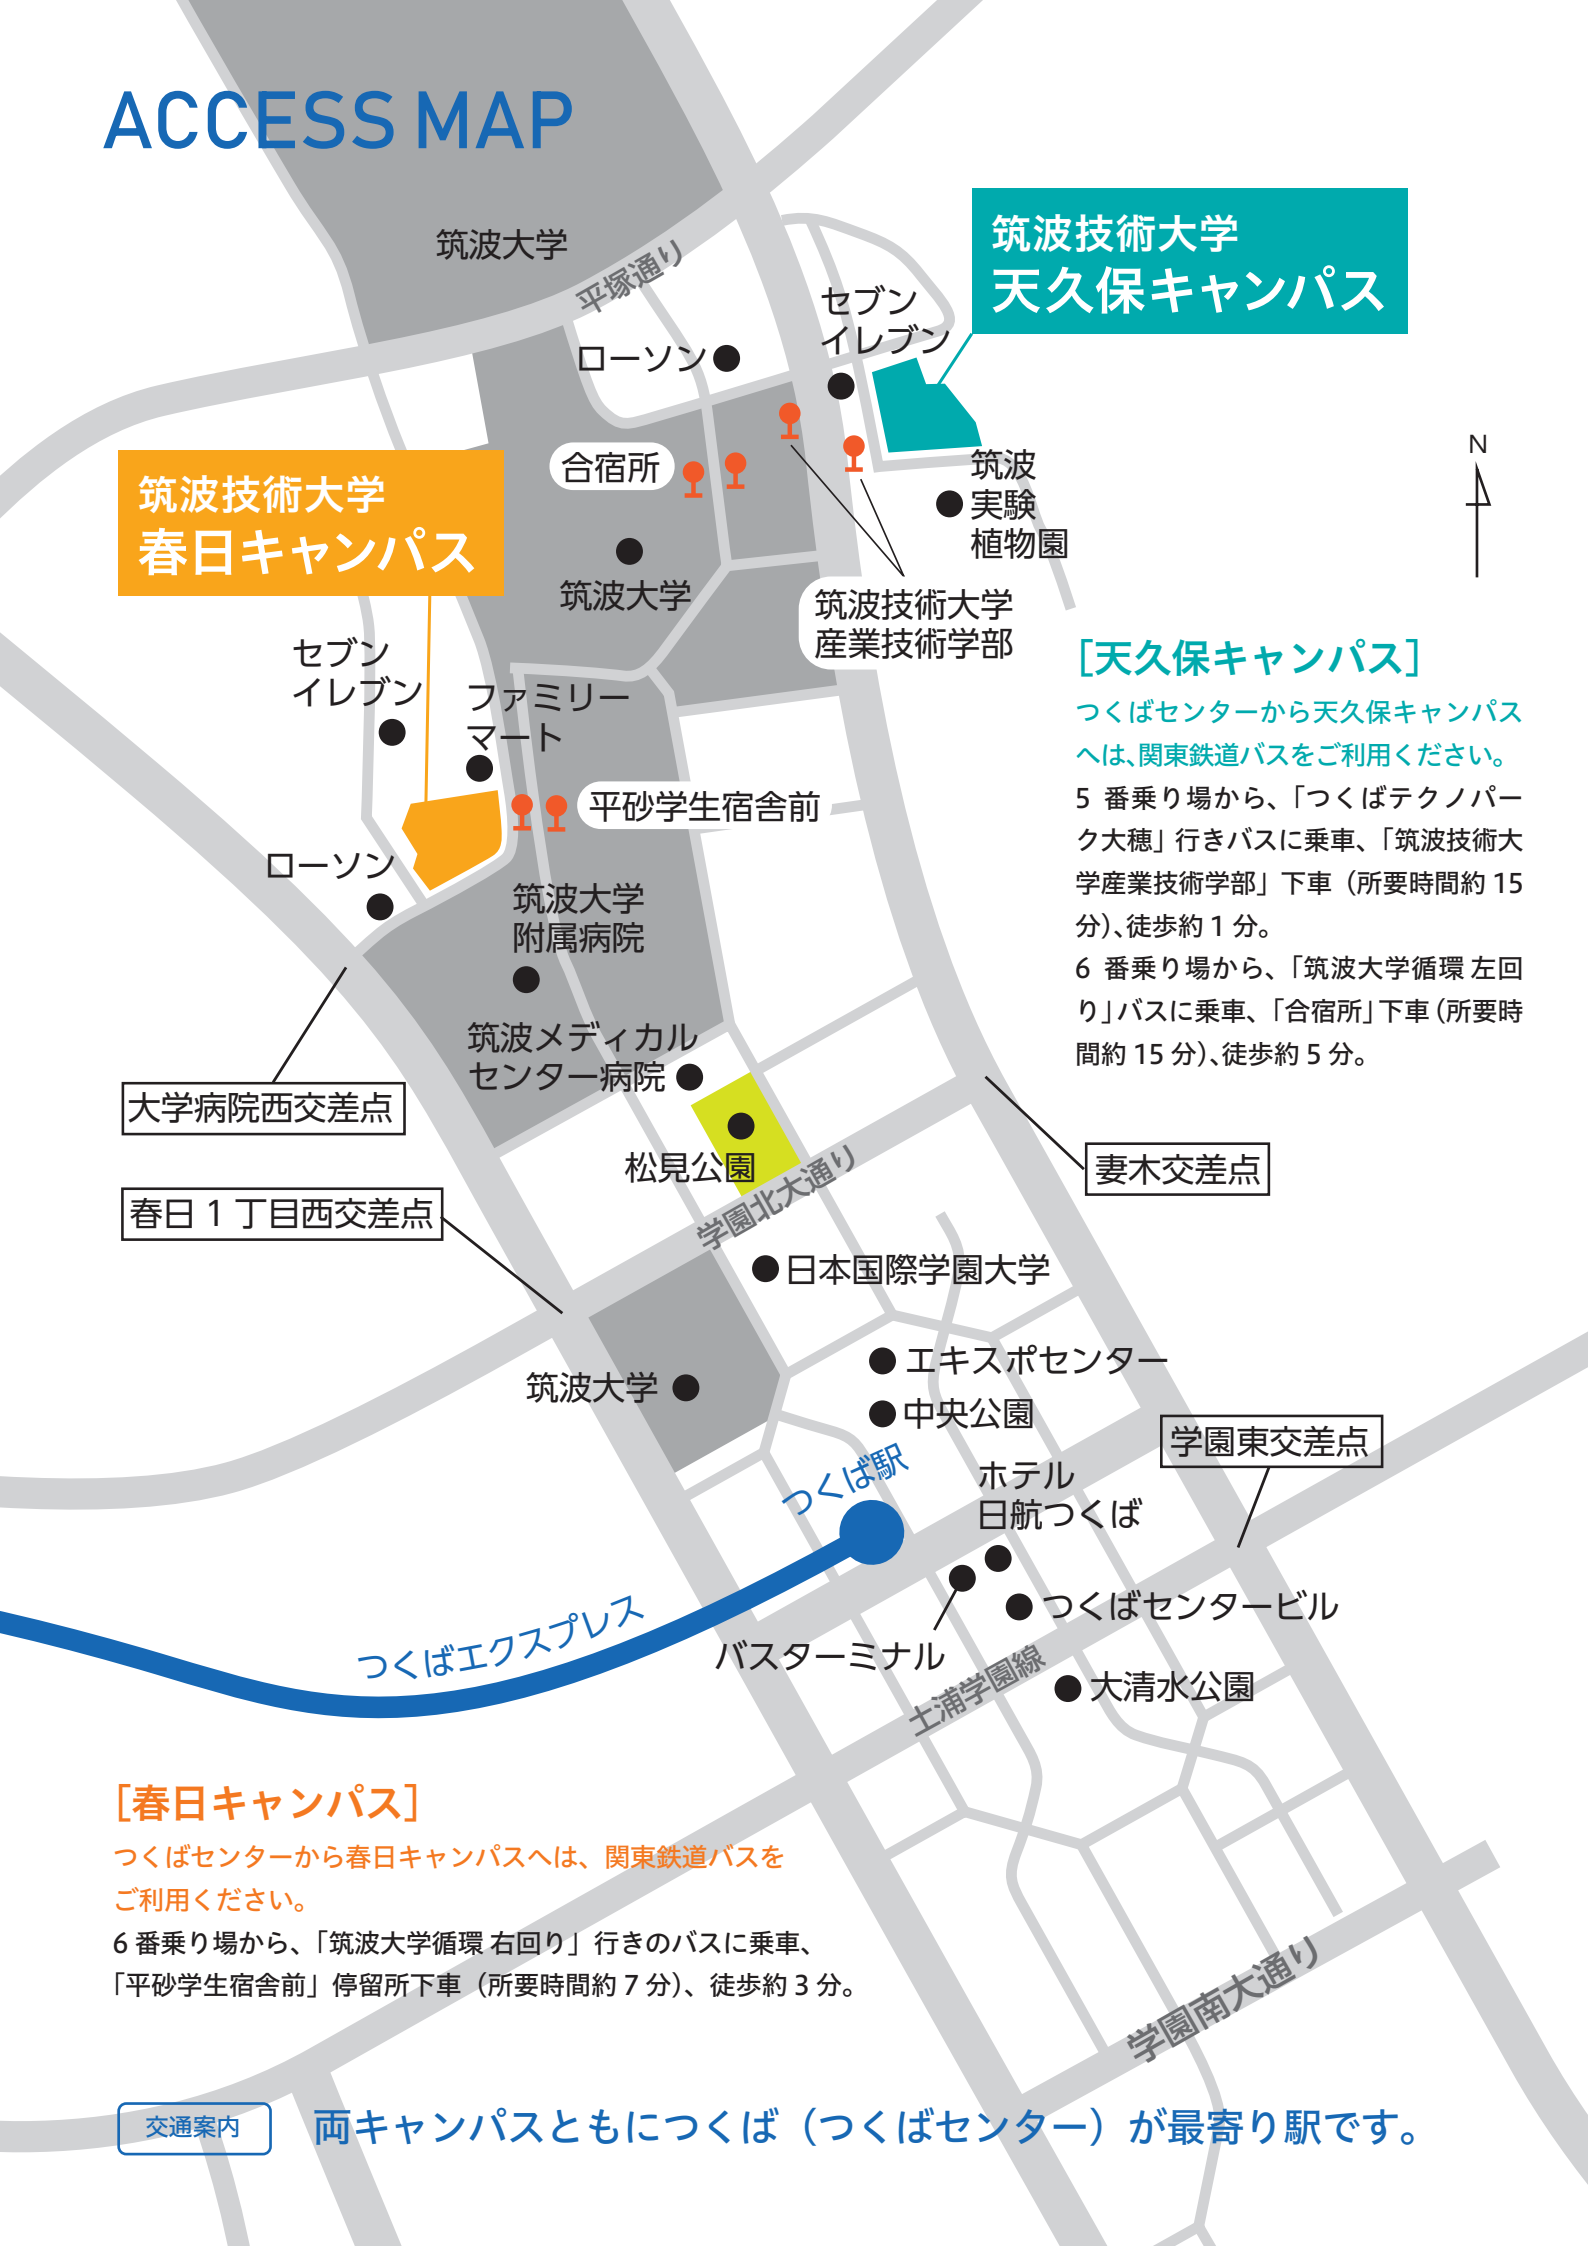 ACCESS MAP
筑波技術大学
天久保キャンパス
筑波大学
平塚通り
セブン
イレブン
ローソン
N
筑波技術大学
春日キャンパス
合宿所
筑波
実験
植物園
筑波大学
筑波技術大学
産業技術学部
セブン
イレブン
ファミリー
マート
平砂学生宿舎前
ローソン
筑波大学
附属病院
[天久保キャンパス]
つくばセンターから天久保キャンパス
へは、関東鉄道バスをご利用ください。
5 番乗り場から、「つくばテクノパー
ク大穂」行きバスに乗車、「筑波技術大
学産業技術学部」下車（所要時間約 15
分）、徒歩約 1 分。
6 番乗り場から、「筑波大学循環 左回
り」バスに乗車、「合宿所」下車（所要時
間約 15 分）、徒歩約 5 分。
筑波メディカル
センター病院
大学病院西交差点
松見公園
学園北大通り
妻木交差点
春日 1 丁目西交差点
日本国際学園大学
エキスポセンター
筑波大学
中央公園
学園東交差点
つくば駅
ホテル
日航つくば
つくばエクスプレス
つくばセンタービル
バスターミナル
土浦学園線
大清水公園
[春日キャンパス]
つくばセンターから春日キャンパスへは、関東鉄道バスを
ご利用ください。
6 番乗り場から、「筑波大学循環 右回り」行きのバスに乗車、
「平砂学生宿舎前」停留所下車（所要時間約 7 分）、徒歩約 3 分。
学園南大通り
交通案内
両キャンパスともにつくば（つくばセンター）が最寄り駅です。